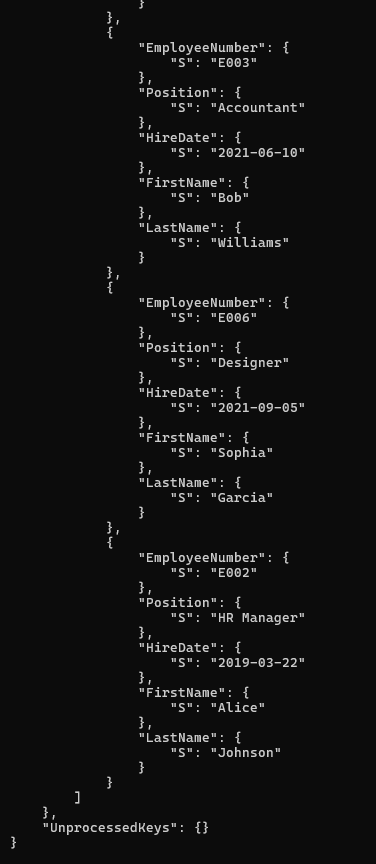 }
            },
            {
                "EmployeeNumber": {
                    "S": "E003"
                },
                "Position": {
                    "S": "Accountant"
                },
                "HireDate": {
                    "S": "2021-06-10"
                },
                "FirstName": {
                    "S": "Bob"
                },
                "LastName": {
                    "S": "Williams"
                }
            },
            {
                "EmployeeNumber": {
                    "S": "E006"
                },
                "Position": {
                    "S": "Designer"
                },
                "HireDate": {
                    "S": "2021-09-05"
                },
                "FirstName": {
                    "S": "Sophia"
                },
                "LastName": {
                    "S": "Garcia"
                }
            },
            {
                "EmployeeNumber": {
                    "S": "E002"
                },
                "Position": {
                    "S": "HR Manager"
                },
                "HireDate": {
                    "S": "2019-03-22"
                },
                "FirstName": {
                    "S": "Alice"
                },
                "LastName": {
                    "S": "Johnson"
                }
            }
        ]
    },
    "UnprocessedKeys": {}
}